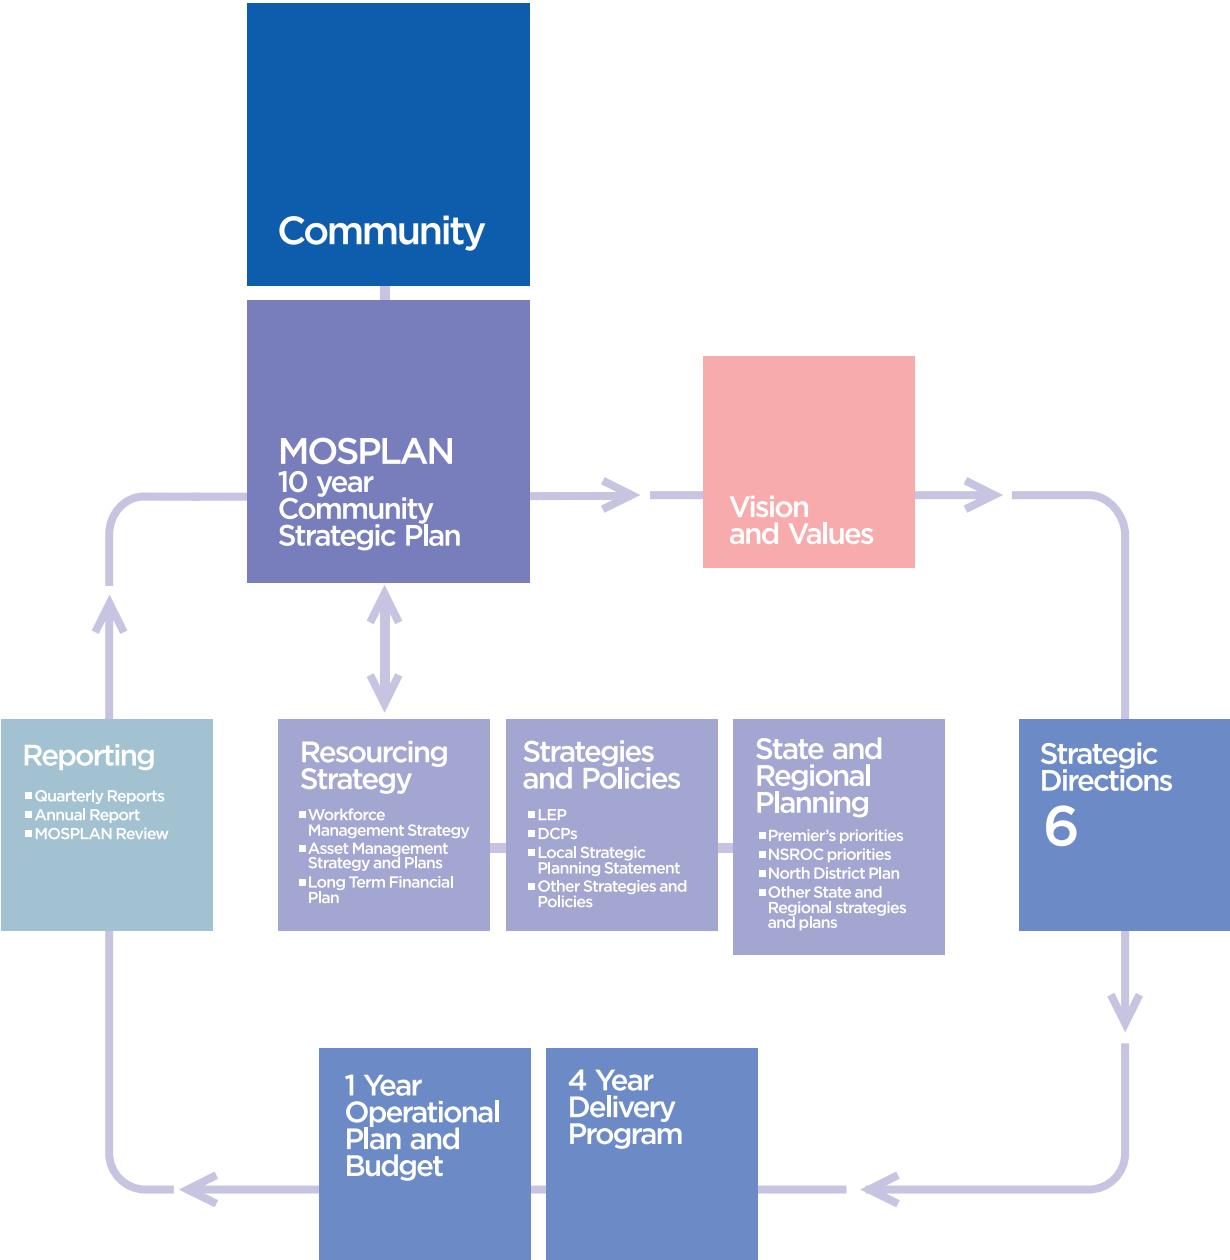 Community
MOSPLAN
10 year
Community
Strategic Plan
Vision
and Values
Reporting
Quarterly Reports
Annual Report
MOSPLAN Review
Resourcing
Strategy
Workforce
Management Strategy
Asset Management
Strategy and Plans
Long Term Financial
Plan
Strategies
and Policies
LEP
DCPs
Local Strategic
Planning Statement
Other Strategies and
Policies
State and
Regional
Planning
Premier's priorities
NSROC priorities
North District Plan
Other State and
Regional strategies
and plans
Strategic
Directions
6
1 Year
Operational
Plan and
Budget
4 Year
Delivery
Program